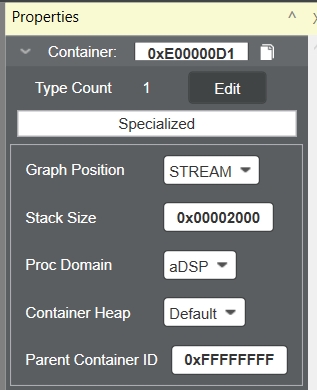 Properties
Container: 0xE00000D1
Type Count 1 Edit
Specialized
Graph Position STREAM
Stack Size 0x00002000
Proc Domain aDSP
Container Heap Default
Parent Container ID 0xFFFFFFFF